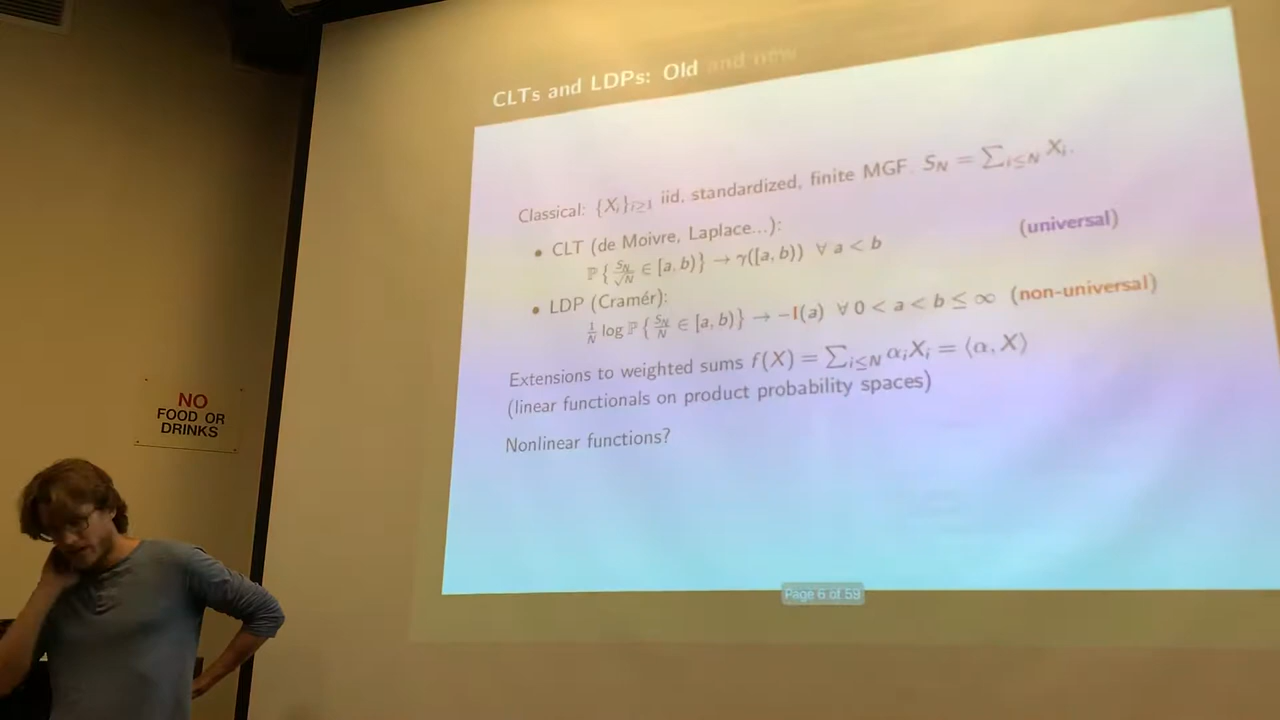 CLTs and LDPs: Old and new
Classical: {X_i}_{i≥1} iid, standardized, finite MGF. S_N = ∑_{i≤N} X_i.
• CLT (de Moivre, Laplace...): (universal)
ℙ{ S_N/√N ∈ [a, b) } → γ([a, b)) ∀ a < b
• LDP (Cramér):
1/N log ℙ{ S_N/N ∈ [a, b) } → −I(a) ∀ 0 < a < b ≤ ∞ (non-universal)
Extensions to weighted sums f(X) = ∑_{i≤N} α_i X_i = ⟨α, X⟩
(linear functionals on product probability spaces)
Nonlinear functions?
Page 6 of 59
NO
FOOD OR
DRINKS